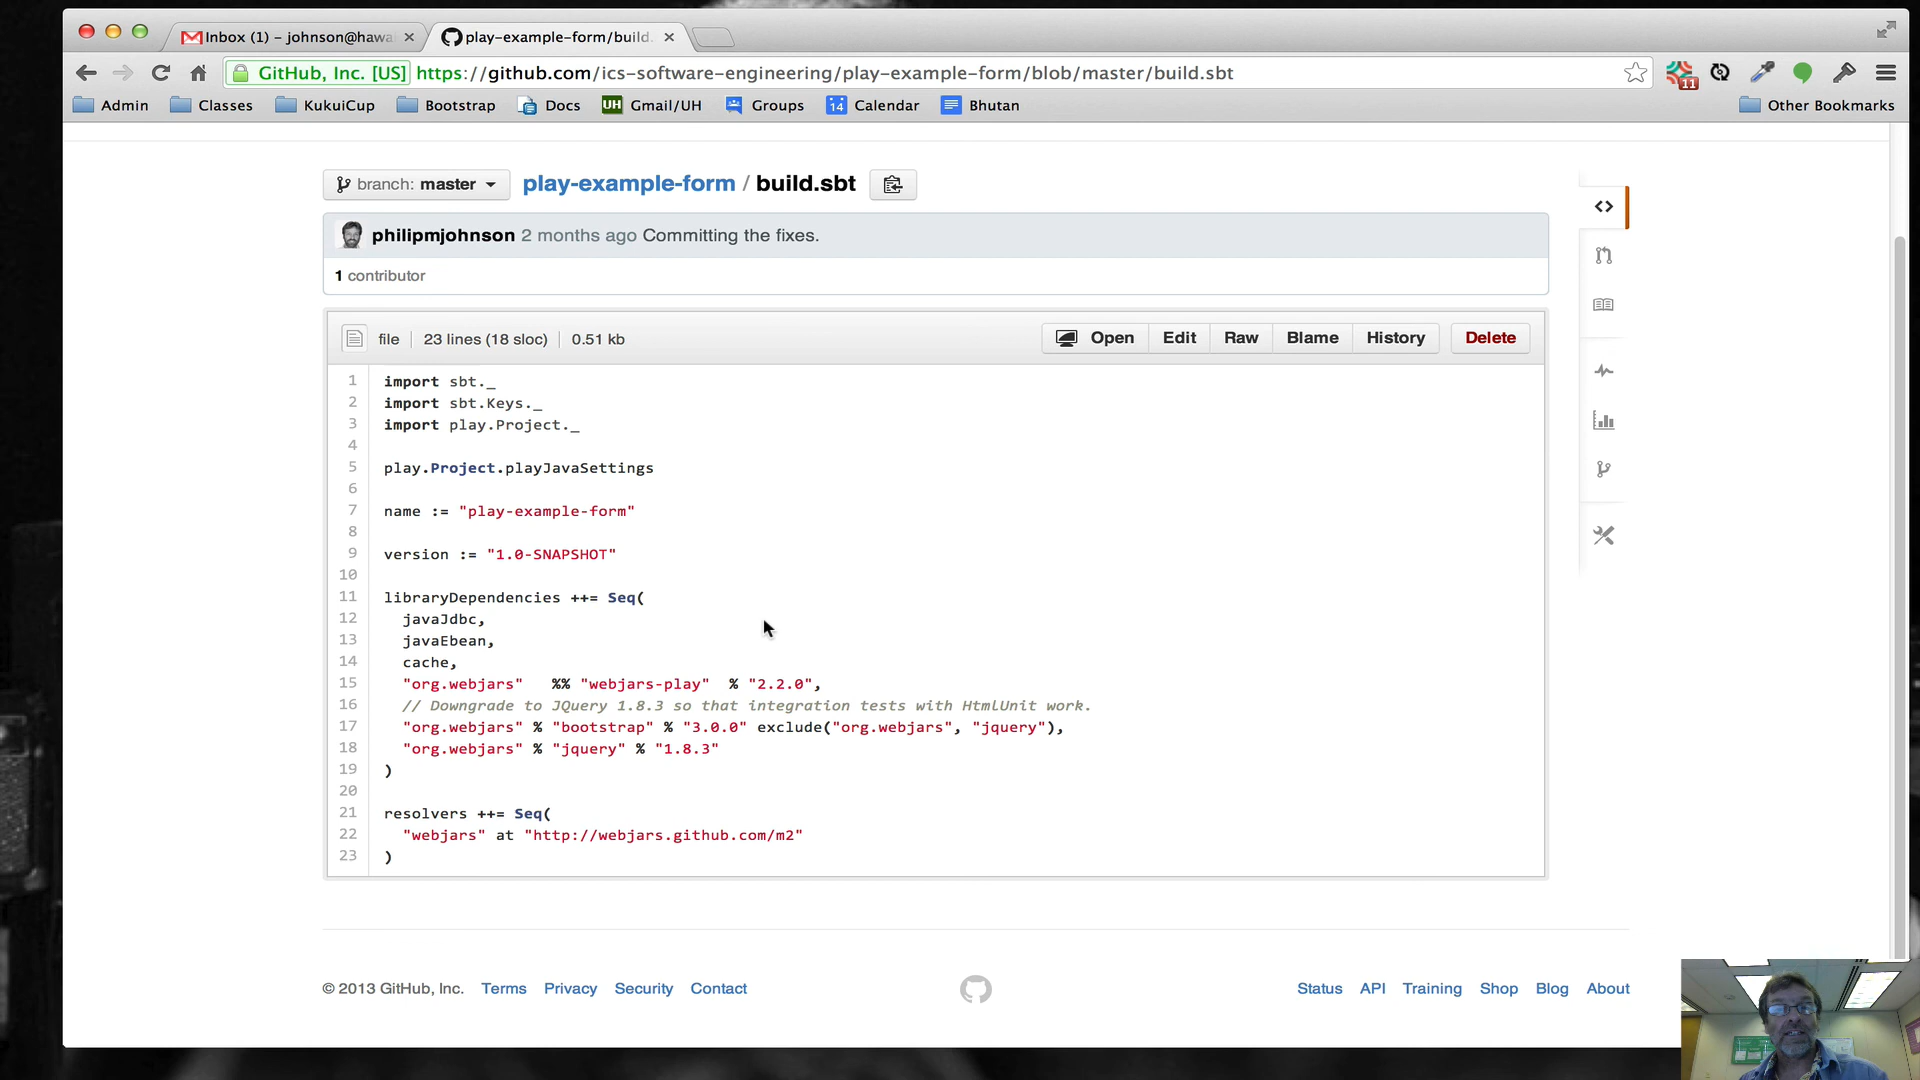 Inbox (1) – johnson@hawa
play-example-form/build.
GitHub, Inc. [US] https://github.com/ics-software-engineering/play-example-form/blob/master/build.sbt
11
Admin Classes KukuiCup Bootstrap Docs UH Gmail/UH Groups 14 Calendar Bhutan Other Bookmarks
branch: master play-example-form / build.sbt
philipmjohnson 2 months ago Committing the fixes.
1 contributor
file 23 lines (18 sloc) 0.51 kb Open Edit Raw Blame History Delete
1 import sbt._
2 import sbt.Keys._
3 import play.Project._
4
5 play.Project.playJavaSettings
6
7 name := "play-example-form"
8
9 version := "1.0-SNAPSHOT"
10
11 libraryDependencies ++= Seq(
12 javaJdbc,
13 javaEbean,
14 cache,
15 "org.webjars" %% "webjars-play" % "2.2.0",
16 // Downgrade to JQuery 1.8.3 so that integration tests with HtmlUnit work.
17 "org.webjars" % "bootstrap" % "3.0.0" exclude("org.webjars", "jquery"),
18 "org.webjars" % "jquery" % "1.8.3"
19 )
20
21 resolvers ++= Seq(
22 "webjars" at "http://webjars.github.com/m2"
23 )
© 2013 GitHub, Inc. Terms Privacy Security Contact Status API Training Shop Blog About